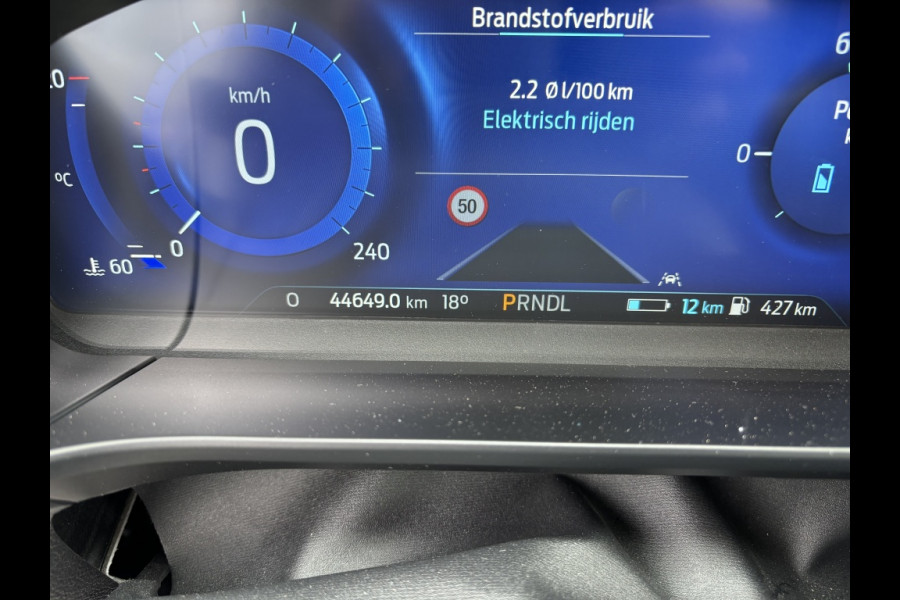 Brandstofverbruik
2.2 Ø l/100 km
Elektrisch rijden
km/h
0
0
240
50
°C
60
0
O 44649.0 km 18° PRNDL 12 km 427 km